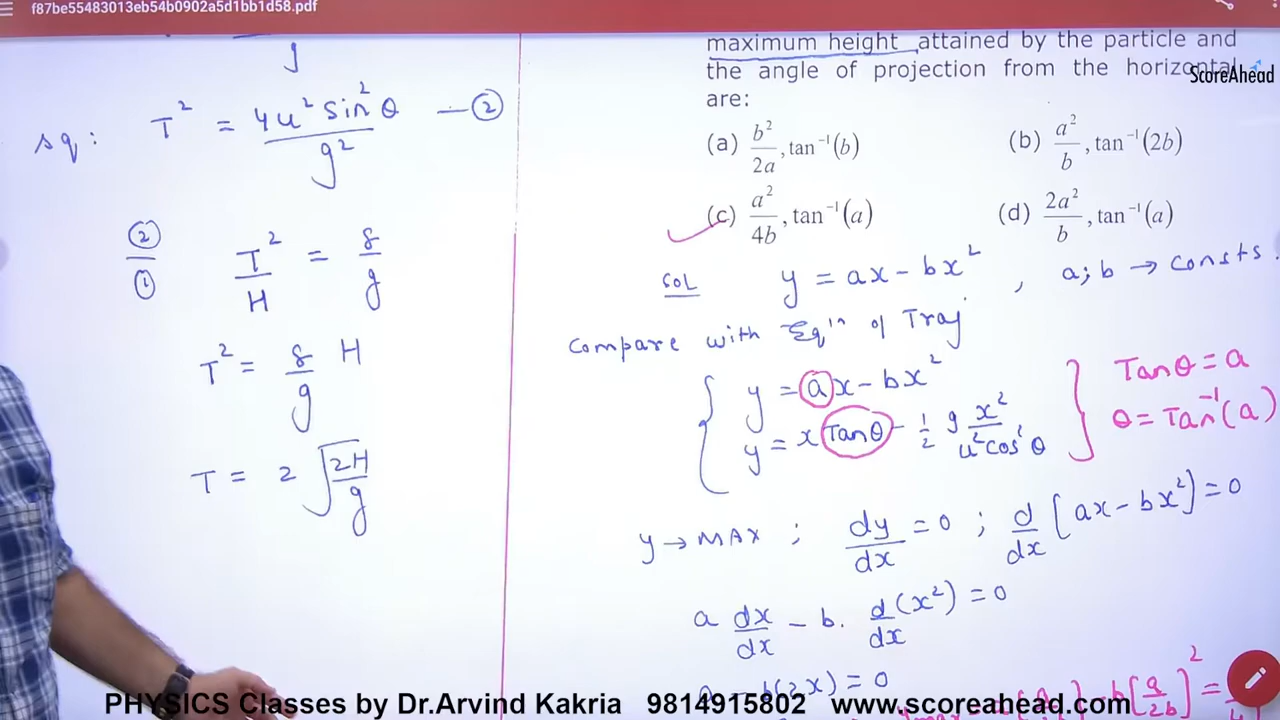 f87be55483013eb54b0902a5d1bb1d58.pdf
g
sq: T² = 4u² sin²θ / g² — ②
②/① T²/H = 8/g
T² = 8/g H
T = 2 √(2H/g)
maximum height attained by the particle and
the angle of projection from the horizontal
ScoreAhead
are:
(a) b²/2a, tan⁻¹(b) (b) a²/b, tan⁻¹(2b)
(c) a²/4b, tan⁻¹(a) (d) 2a²/b, tan⁻¹(a)
SOL y = ax - bx², a; b → consts.
Compare with Eqⁿ of Traj
y = ax - bx²
y = x Tanθ - 1/2 g x²/u²cos²θ
Tanθ = a
θ = Tan⁻¹(a)
y → MAX ; dy/dx = 0 ; d/dx [ax - bx²] = 0
a dx/dx - b. d/dx (x²) = 0
a - b(2x) = 0
- b[a/2b]² =
PHYSICS Classes by Dr.Arvind Kakria 9814915802 www.scoreahead.com